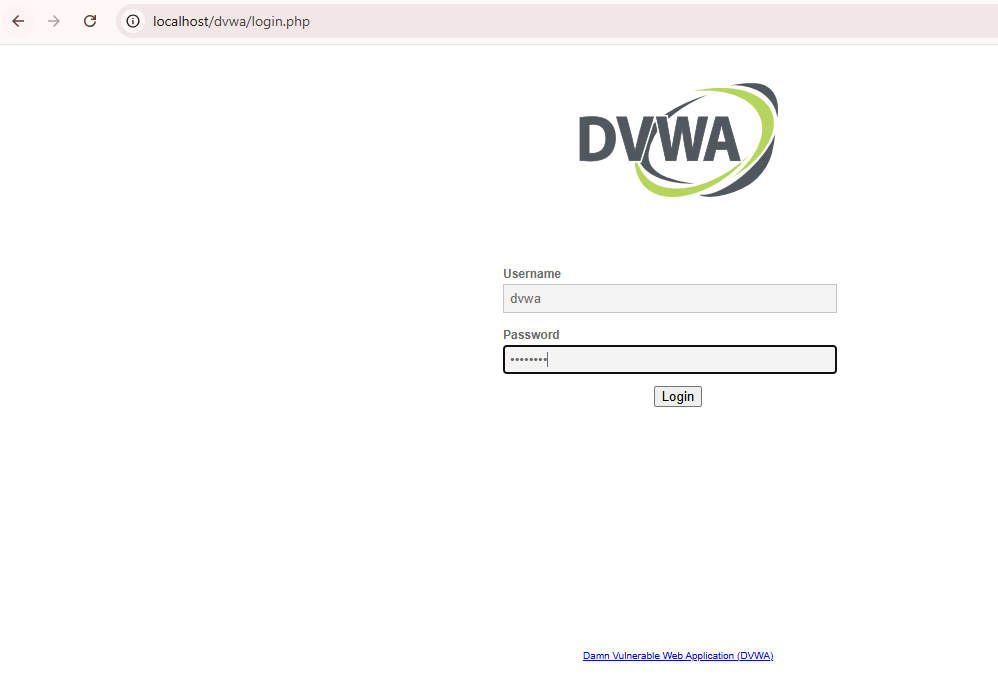 localhost/dvwa/login.php
DVWA
Username
dvwa
Password
••••••••
Login
Damn Vulnerable Web Application (DVWA)